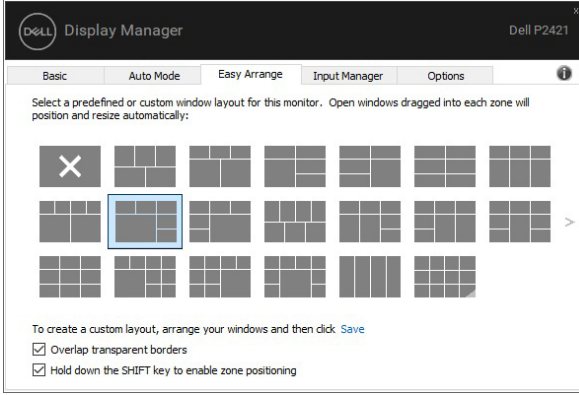 DELL Display Manager
Dell P2421
Basic Auto Mode Easy Arrange Input Manager Options
Select a predefined or custom window layout for this monitor. Open windows dragged into each zone will
position and resize automatically:
To create a custom layout, arrange your windows and then click Save
Overlap transparent borders
Hold down the SHIFT key to enable zone positioning